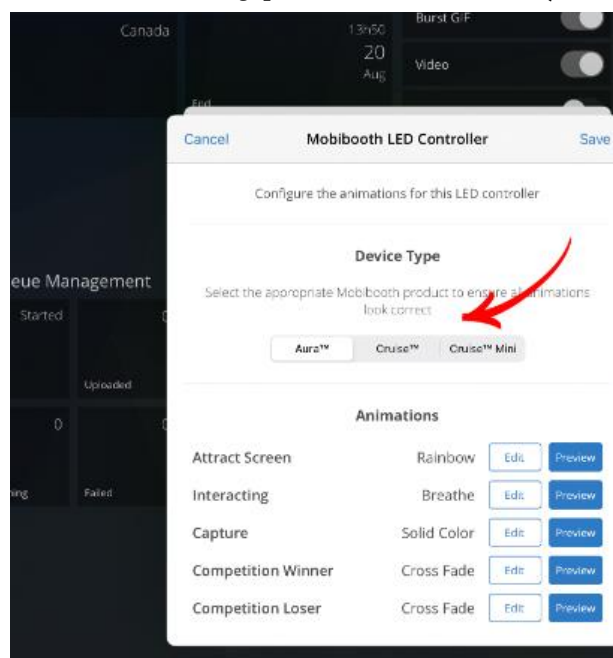 Canada
13h50
20
Aug
End
Burst GIF
Video
Cancel
Mobibooth LED Controller
Save
Configure the animations for this LED controller
Device Type
Select the appropriate Mobibooth product to ensure all animations
look correct
Aura™
Cruise™
Cruise™ Mini
eue Management
Started
Uploaded
0
Failed
Animations
Attract Screen
Rainbow
Edit
Preview
Interacting
Breathe
Edit
Preview
Capture
Solid Color
Edit
Preview
Competition Winner
Cross Fade
Edit
Preview
Competition Loser
Cross Fade
Edit
Preview